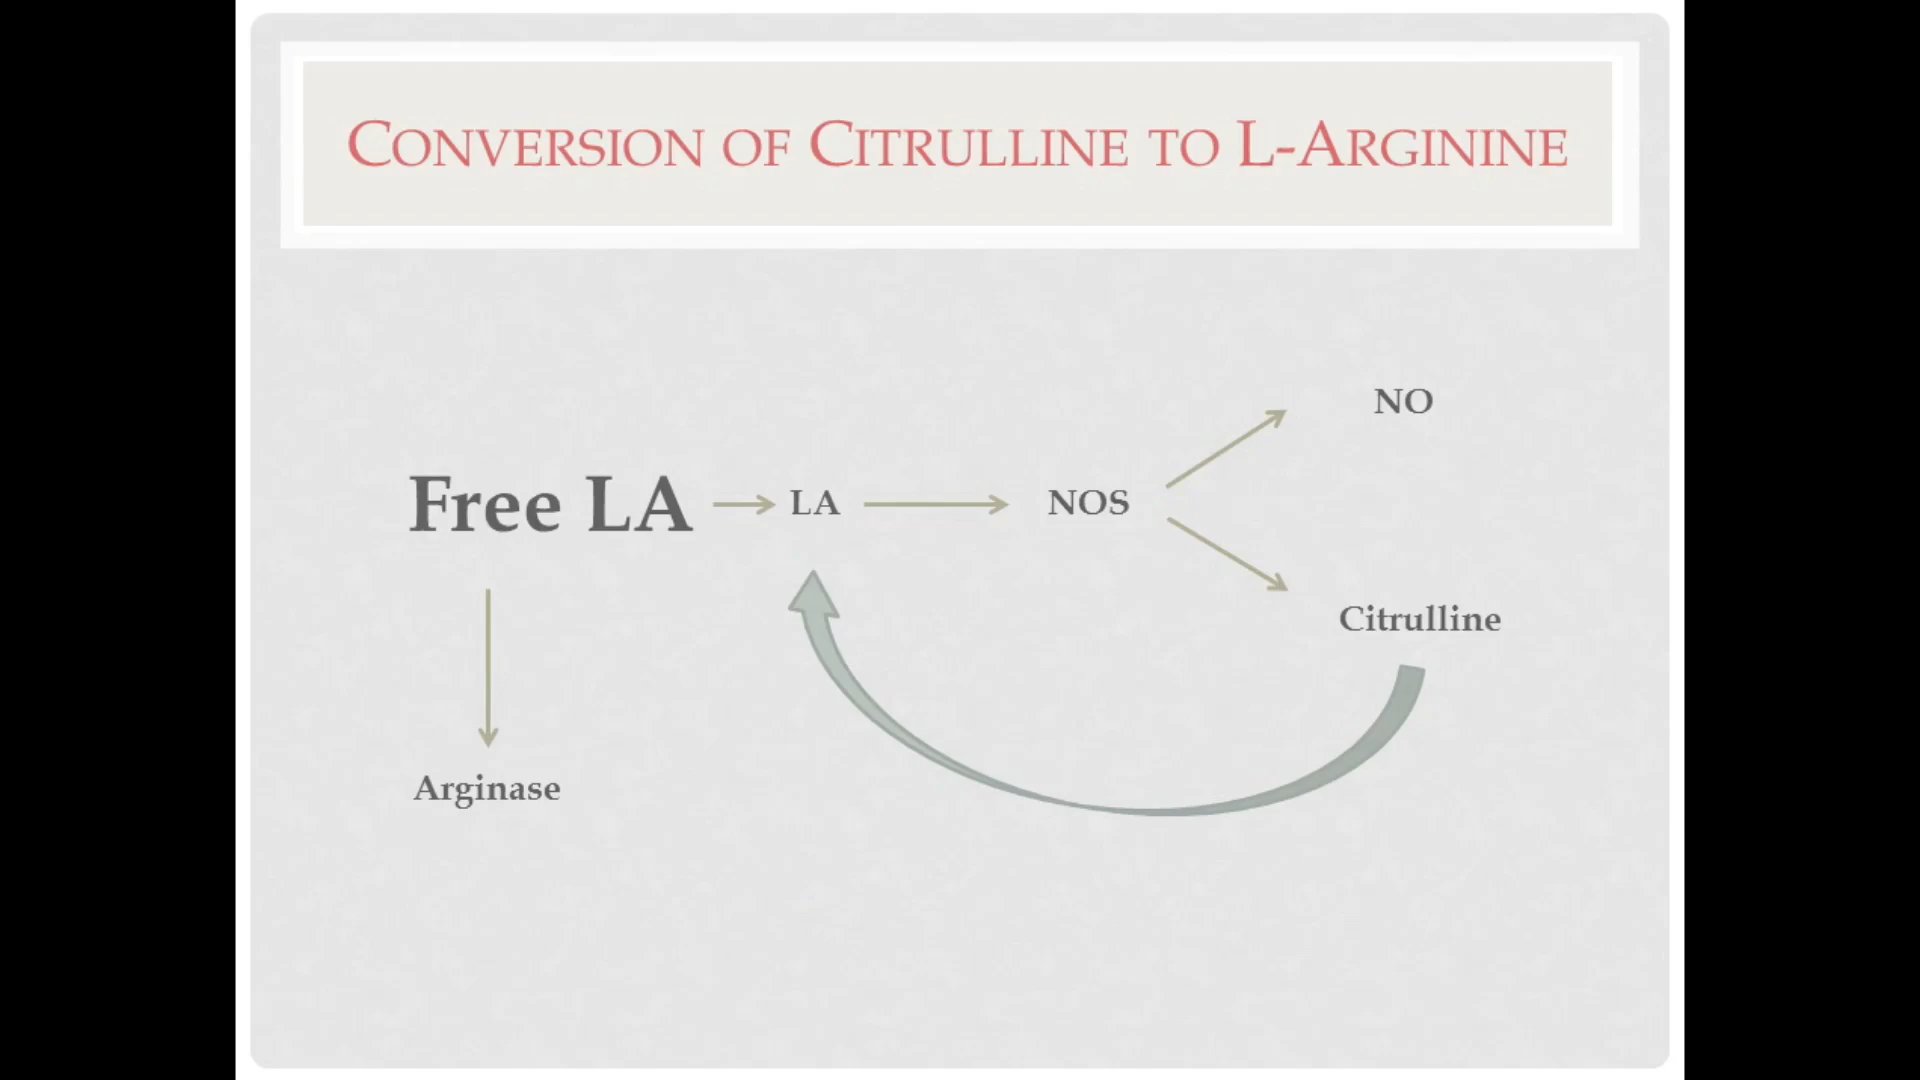 CONVERSION OF CITRULLINE TO L-ARGININE
NO
Free LA
LA
NOS
Citrulline
Arginase